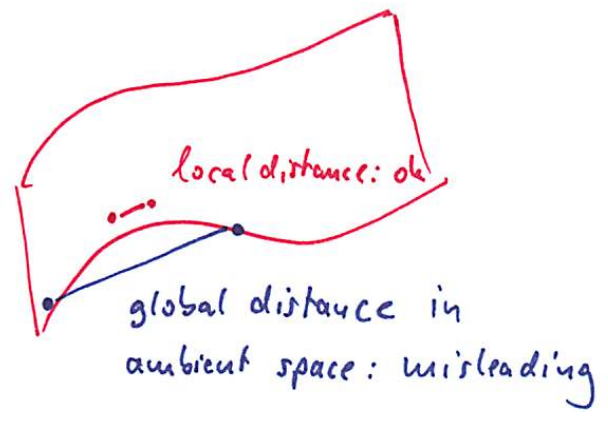 local distance: ok
global distance in
ambient space: misleading